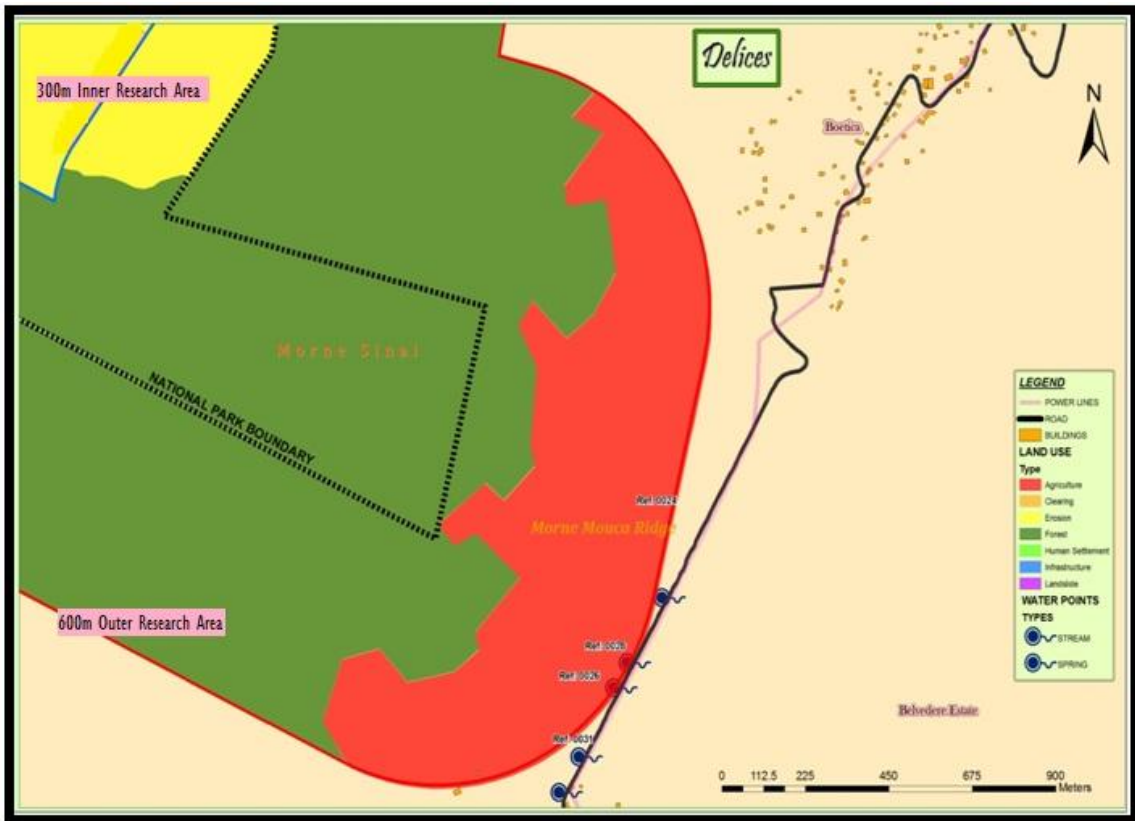 Delices
300m Inner Research Area
Boetica
N
Morne Sinai
NATIONAL PARK BOUNDARY
LEGEND
POWER LINES
ROAD
BUILDINGS
LAND USE
Type
Agriculture
Clearing
Erosion
Forest
Human Settlement
Infrastructure
Landslide
WATER POINTS
TYPES
STREAM
SPRING
Ref: 0024
Morne Mouca Ridge
600m Outer Research Area
Ref: 0028
Ref: 0026
Belvedere Estate
Ref: 0031
0 112.5 225 450 675 900
Meters